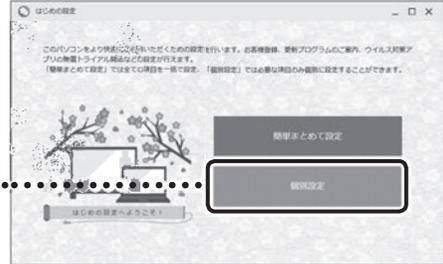 はじめの設定
このパソコンをより快適にお使いいただくための設定を行います。お客様登録、更新プログラムのご案内、ウイルス対策ア
プリの無償トライアル開始などの設定が行えます。
「簡単まとめて設定」では全ての項目を一括で設定、「個別設定」では必要な項目のみ個別に設定することができます。
簡単まとめて設定
個別設定
はじめの設定へようこそ！